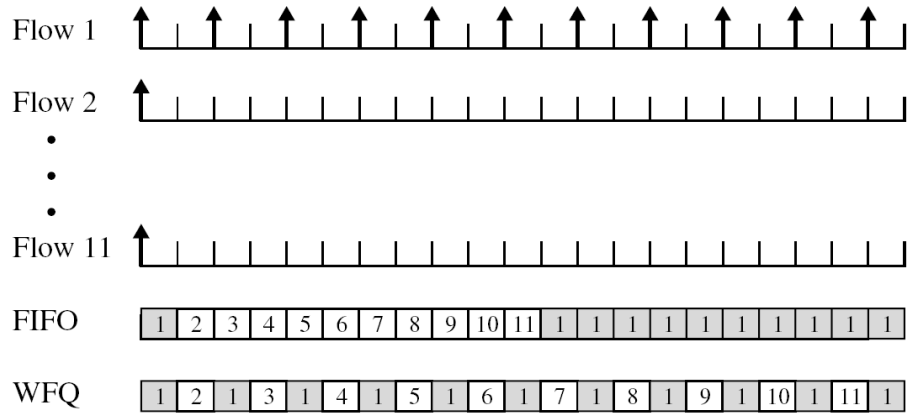 Flow 1
Flow 2
Flow 11
FIFO 1 2 3 4 5 6 7 8 9 10 11 1 1 1 1 1 1 1 1 1 1
WFQ 1 2 1 3 1 4 1 5 1 6 1 7 1 8 1 9 1 10 1 11 1